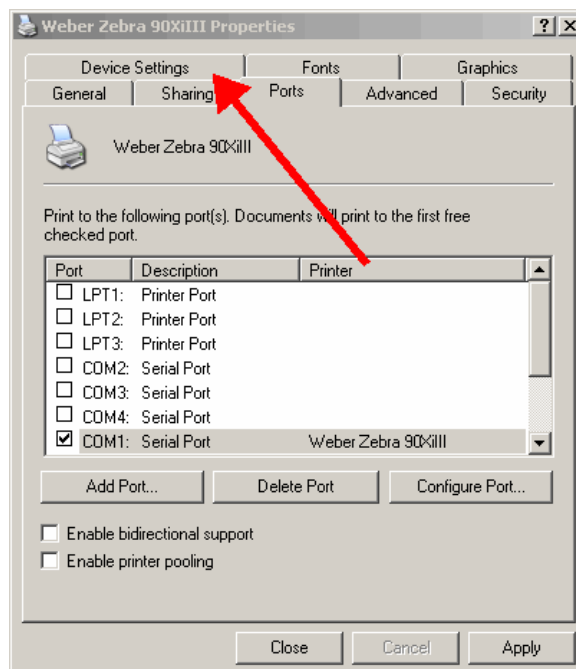 Weber Zebra 90XiIII Properties
Device Settings Fonts Graphics
General Sharing Ports Advanced Security
Weber Zebra 90XiIII
Print to the following port(s). Documents will print to the first free
checked port.
Port Description Printer
LPT1: Printer Port
LPT2: Printer Port
LPT3: Printer Port
COM2: Serial Port
COM3: Serial Port
COM4: Serial Port
COM1: Serial Port Weber Zebra 90XiIII
Add Port... Delete Port Configure Port...
Enable bidirectional support
Enable printer pooling
Close Cancel Apply